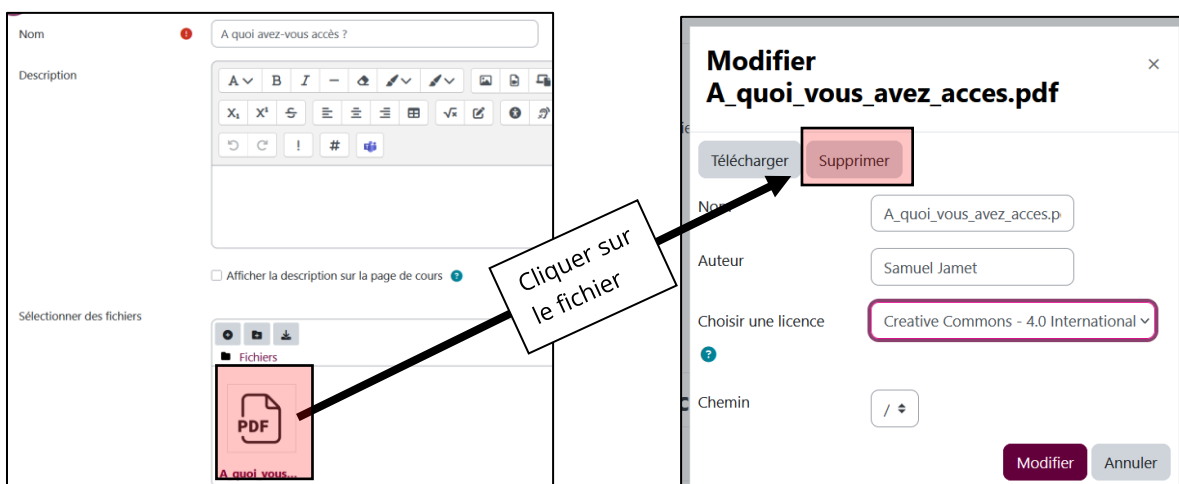 Nom
A quoi avez-vous accès ?
Description
Afficher la description sur la page de cours
Sélectionner des fichiers
Fichiers
PDF
A_quoi_vous...
Cliquer sur
le fichier
Modifier
A_quoi_vous_avez_acces.pdf
Télécharger
Supprimer
Nom
A_quoi_vous_avez_acces.p
Auteur
Samuel Jamet
Choisir une licence
Creative Commons - 4.0 International
Chemin
/
Modifier
Annuler